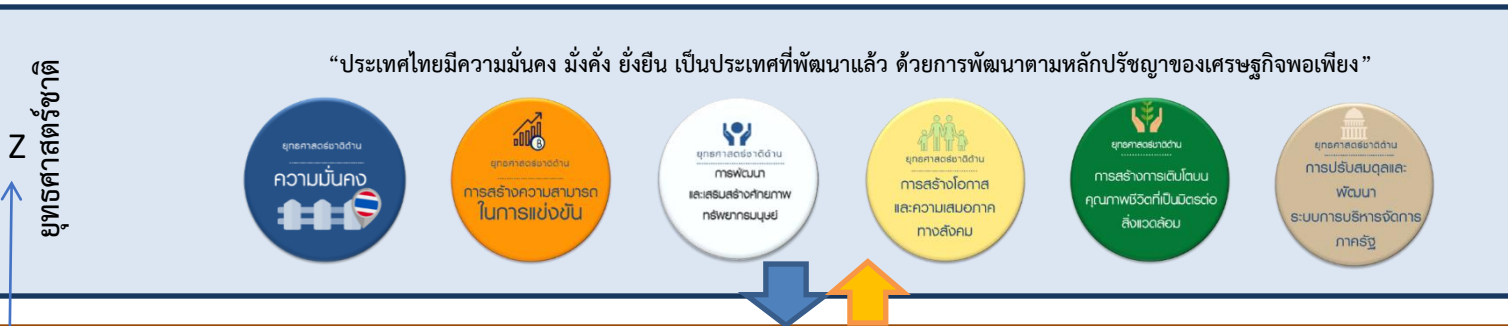 Z
ยุทธศาสตร์ชาติ
“ประเทศไทยมีความมั่นคง มั่งคั่ง ยั่งยืน เป็นประเทศที่พัฒนาแล้ว ด้วยการพัฒนาตามหลักปรัชญาของเศรษฐกิจพอเพียง”
ยุทธศาสตร์ชาติด้าน
ความมั่นคง
ยุทธศาสตร์ชาติด้าน
การสร้างความสามารถ
ในการแข่งขัน
ยุทธศาสตร์ชาติด้าน
การพัฒนา
และเสริมสร้างศักยภาพ
ทรัพยากรมนุษย์
ยุทธศาสตร์ชาติด้าน
การสร้างโอกาส
และความเสมอภาค
ทางสังคม
ยุทธศาสตร์ชาติด้าน
การสร้างการเติบโตบน
คุณภาพชีวิตที่เป็นมิตรต่อ
สิ่งแวดล้อม
ยุทธศาสตร์ชาติด้าน
การปรับสมดุลและ
พัฒนา
ระบบการบริหารจัดการ
ภาครัฐ